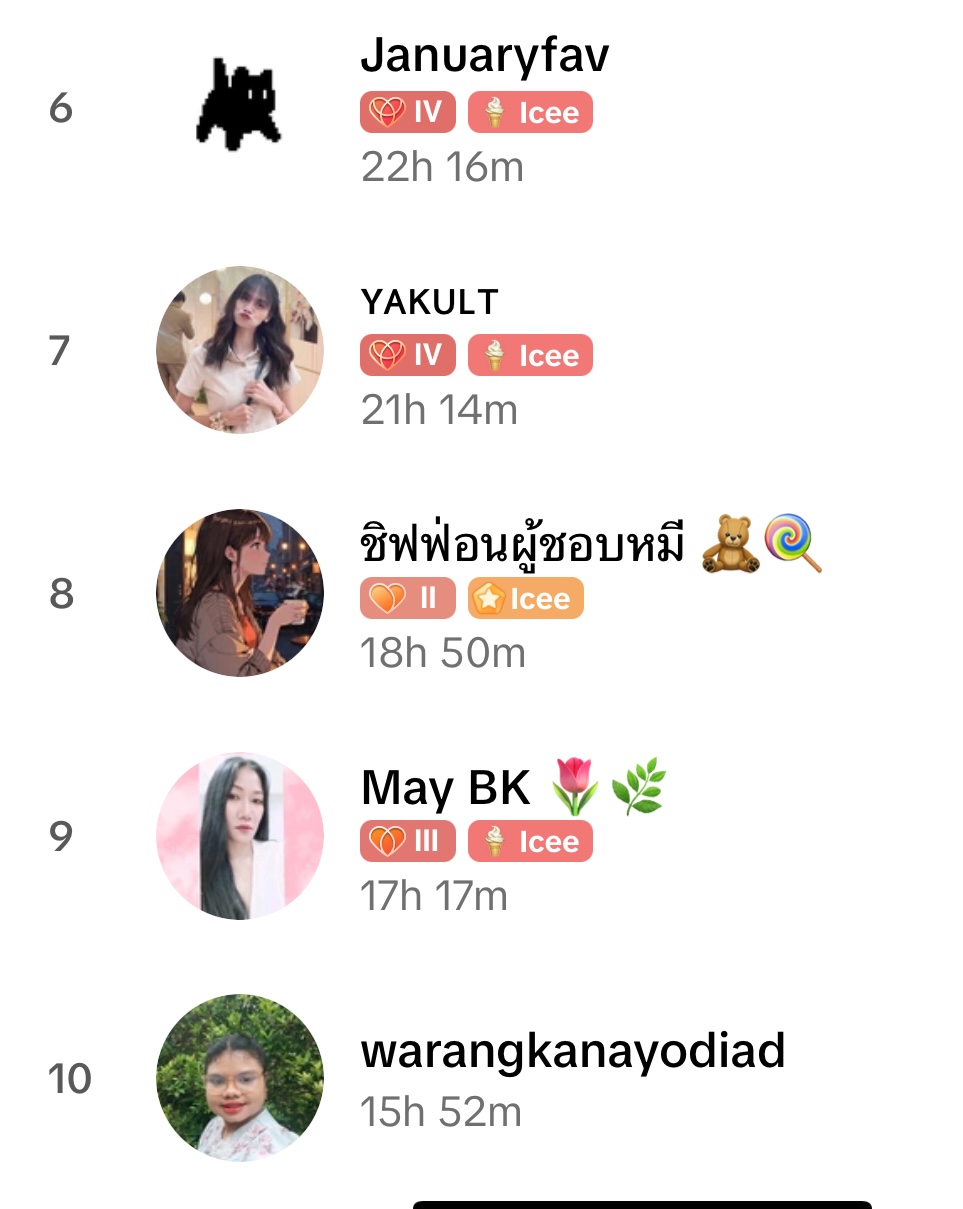 6
Januaryfav
IV Icee
22h 16m
7
YAKULT
IV Icee
21h 14m
8
ชิฟฟ่อนผู้ชอบหมี 🧸🍭
II Icee
18h 50m
9
May BK 🌷🌿
III Icee
17h 17m
10
warangkanayodiad
15h 52m